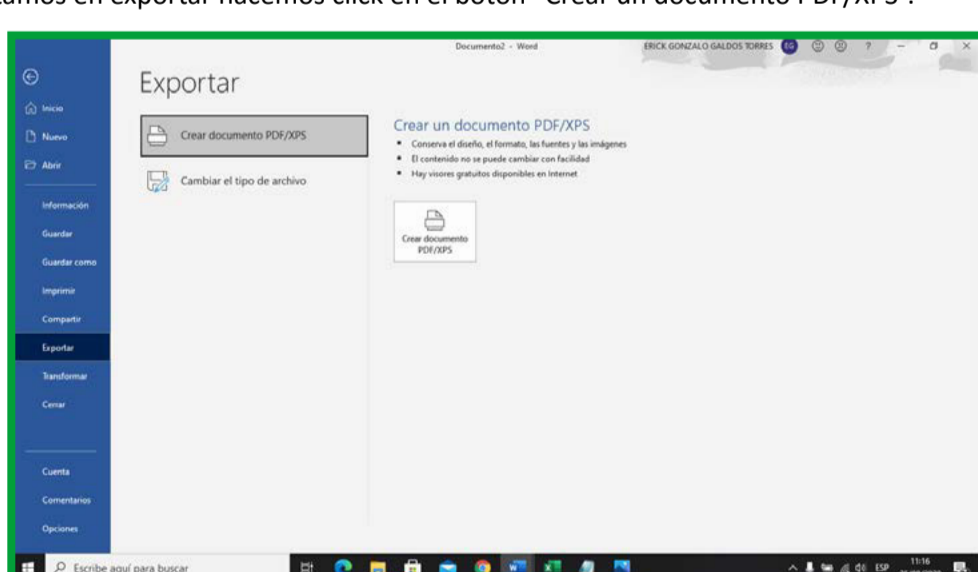 tamos en exportar hacemos click en el botón "Crear un documento PDF/XPS".
Documento2 - Word
ERICK GONZALO GALDOS TORRES
EG
?
Exportar
Inicio
Nuevo
Abrir
Información
Guardar
Guardar como
Imprimir
Compartir
Exportar
Transformar
Cerrar
Cuenta
Comentarios
Opciones
Crear documento PDF/XPS
Cambiar el tipo de archivo
Crear un documento PDF/XPS
Conserva el diseño, el formato, las fuentes y las imágenes
El contenido no se puede cambiar con facilidad
Hay visores gratuitos disponibles en Internet
Crear documento
PDF/XPS
Escribe aquí para buscar
ESP
11:16